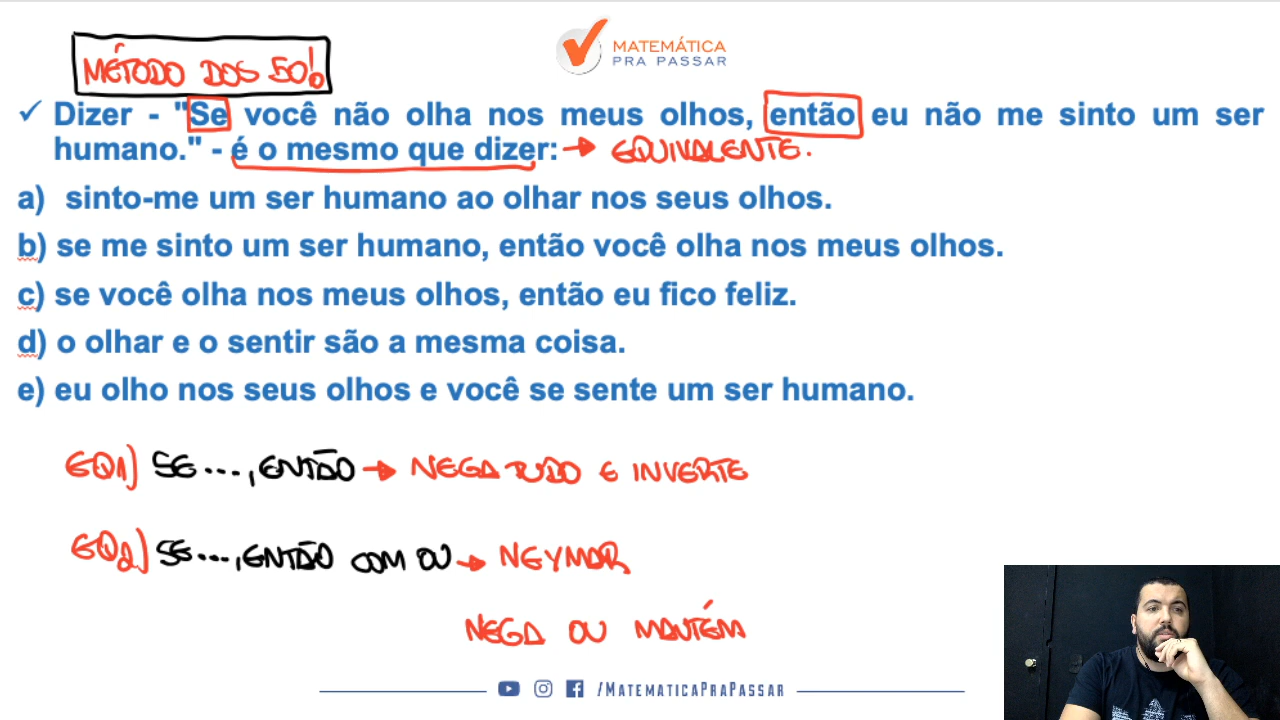 MATEMÁTICA
PRA PASSAR
MÉTODO DOS 50!
✓ Dizer - "Se você não olha nos meus olhos, então eu não me sinto um ser
humano." - é o mesmo que dizer: → EQUIVALENTE.
a) sinto-me um ser humano ao olhar nos seus olhos.
b) se me sinto um ser humano, então você olha nos meus olhos.
c) se você olha nos meus olhos, então eu fico feliz.
d) o olhar e o sentir são a mesma coisa.
e) eu olho nos seus olhos e você se sente um ser humano.
EQ1) SE ..., ENTÃO → NEGA TUDO E INVERTE
EQ2) SE ..., ENTÃO COM OU → NEYMAR
NEGA OU MANTÉM
/MATEMATICAPRAPASSAR